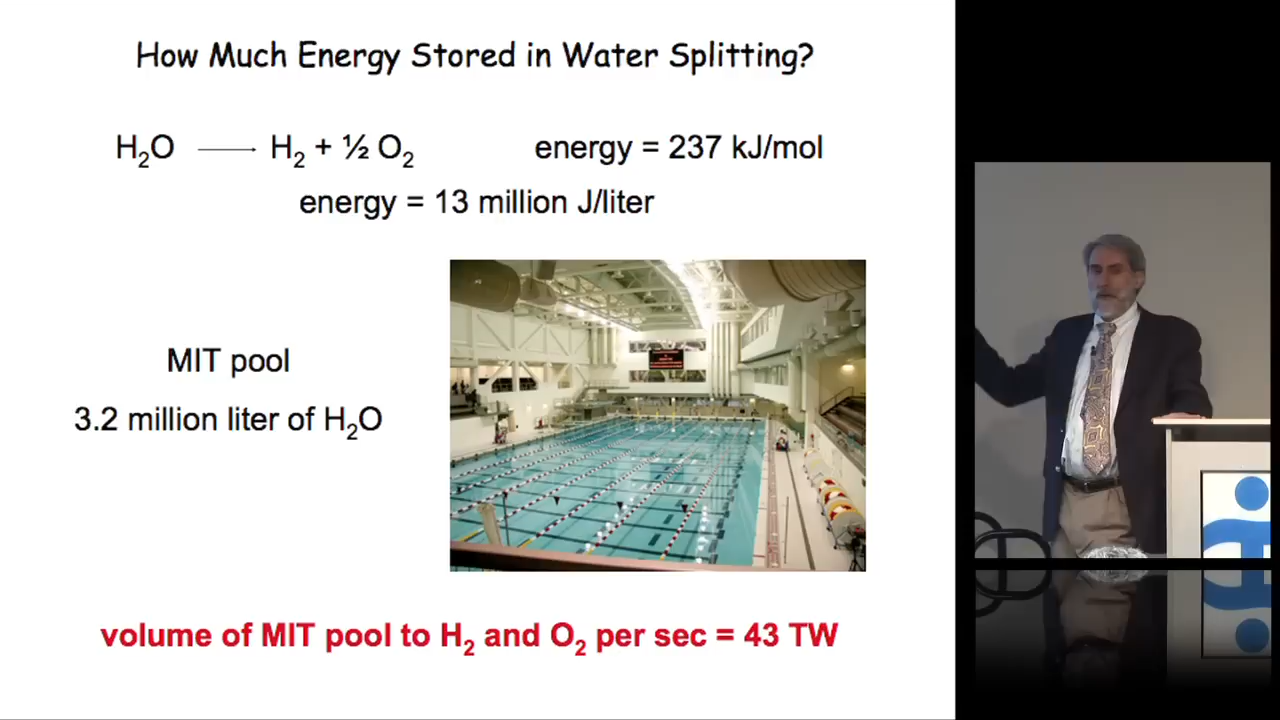 How Much Energy Stored in Water Splitting?
H₂O ⟶ H₂ + ½ O₂ energy = 237 kJ/mol
energy = 13 million J/liter
MIT pool
3.2 million liter of H₂O
volume of MIT pool to H₂ and O₂ per sec = 43 TW